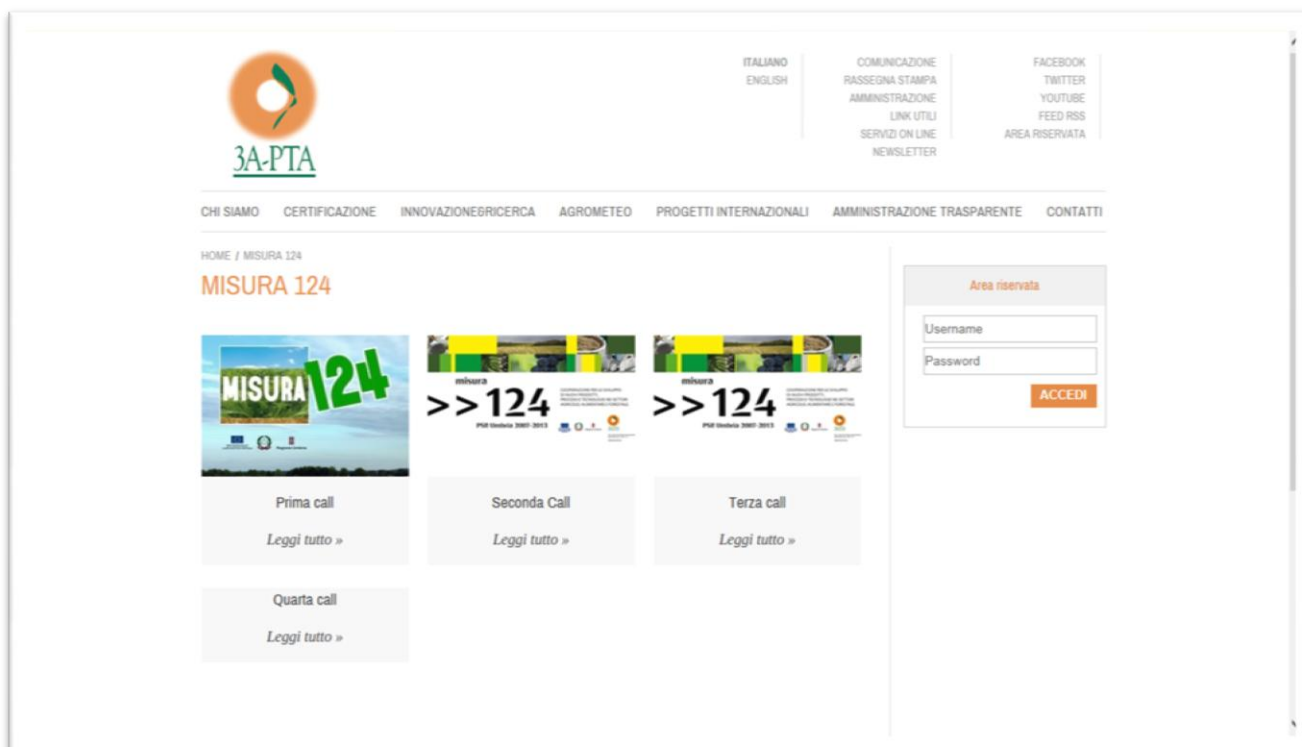 3A-PTA
ITALIANO
ENGLISH
COMUNICAZIONE
RASSEGNA STAMPA
AMMINISTRAZIONE
LINK UTILI
SERVIZI ON LINE
NEWSLETTER
FACEBOOK
TWITTER
YOUTUBE
FEED RSS
AREA RISERVATA
CHI SIAMO CERTIFICAZIONE INNOVAZIONE&RICERCA AGROMETEO PROGETTI INTERNAZIONALI AMMINISTRAZIONE TRASPARENTE CONTATTI
HOME / MISURA 124
MISURA 124
MISURA 124
Prima call
Leggi tutto »
misura
>>124
PSR Umbria 2007-2013
Seconda Call
Leggi tutto »
misura
>>124
PSR Umbria 2007-2013
Terza call
Leggi tutto »
Quarta call
Leggi tutto »
Area riservata
Username
Password
ACCEDI